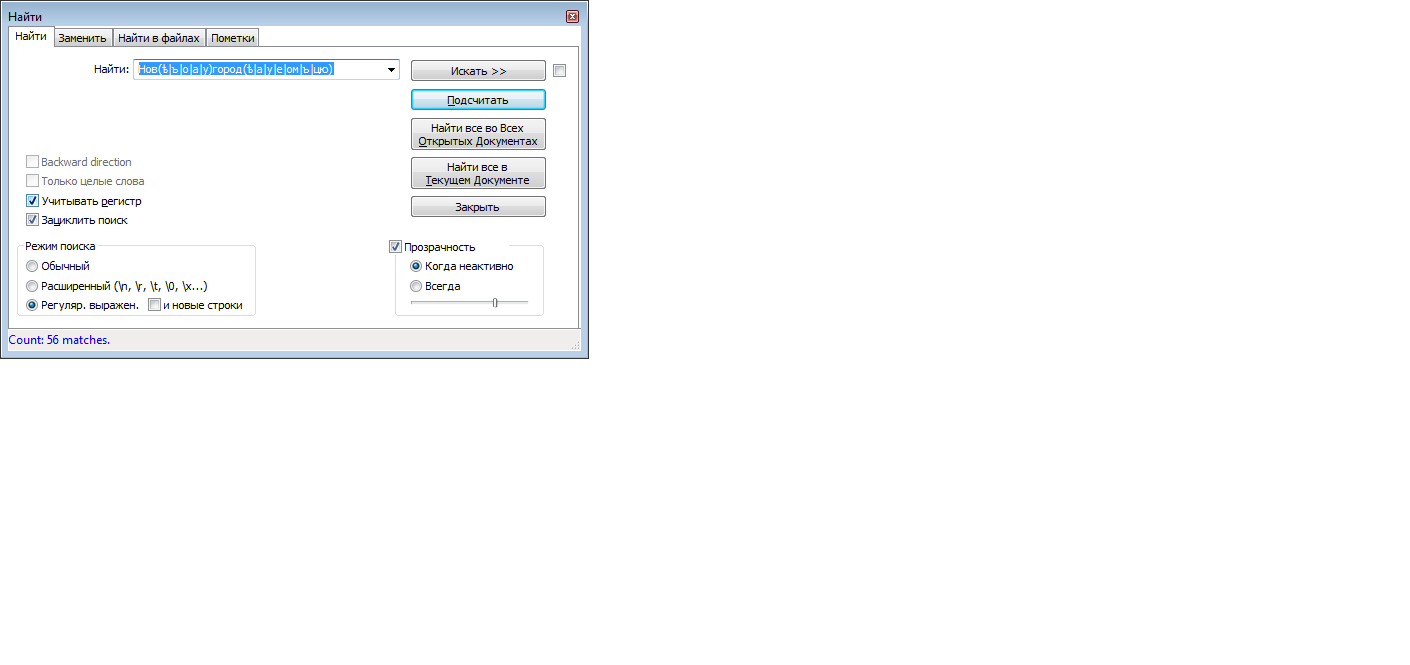 Найти
Найти Заменить Найти в файлах Пометки
Найти: Нов(ѣ|ъ|о|а|у)город(ѣ|а|у|е|ом|ъ|цю)
Искать >>
Подсчитать
Найти все во Всех
Открытых Документах
Найти все в
Текущем Документе
Закрыть
Backward direction
Только целые слова
Учитывать регистр
Зациклить поиск
Режим поиска
Обычный
Расширенный (\n, \r, \t, \0, \x...)
Регуляр. выражен. и новые строки
Прозрачность
Когда неактивно
Всегда
Count: 56 matches.